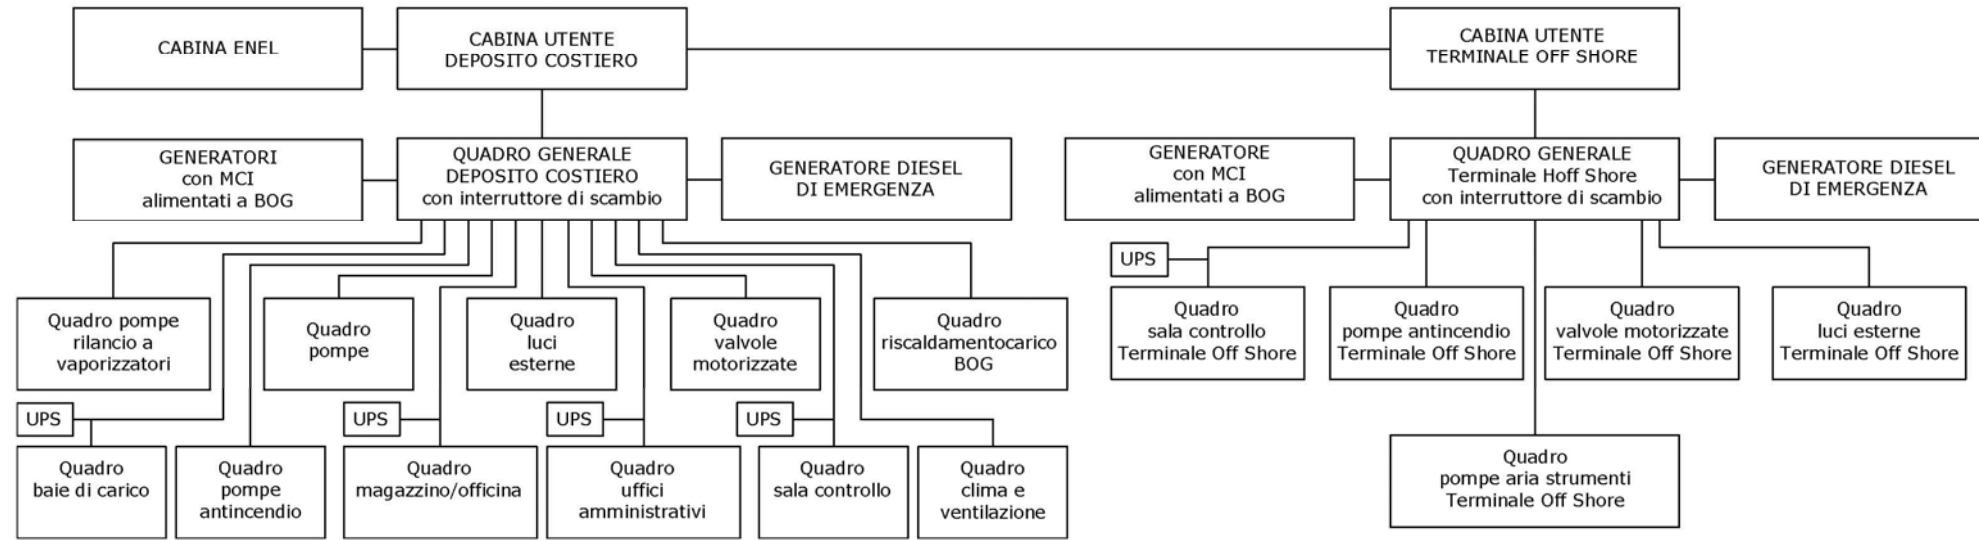 CABINA ENEL
CABINA UTENTE
DEPOSITO COSTIERO
CABINA UTENTE
TERMINALE OFF SHORE
GENERATORI
con MCI
alimentati a BOG
QUADRO GENERALE
DEPOSITO COSTIERO
con interruttore di scambio
GENERATORE DIESEL
DI EMERGENZA
GENERATORE
con MCI
alimentati a BOG
QUADRO GENERALE
Terminale Hoff Shore
con interruttore di scambio
GENERATORE DIESEL
DI EMERGENZA
UPS
Quadro pompe
rilancio a
vaporizzatori
Quadro
pompe
Quadro
luci
esterne
Quadro
valvole
motorizzate
Quadro
riscaldamentocarico
BOG
Quadro
sala controllo
Terminale Off Shore
Quadro
pompe antincendio
Terminale Off Shore
Quadro
valvole motorizzate
Terminale Off Shore
Quadro
luci esterne
Terminale Off Shore
UPS
UPS
UPS
UPS
Quadro
baie di carico
Quadro
pompe
antincendio
Quadro
magazzino/officina
Quadro
uffici
amministrativi
Quadro
sala controllo
Quadro
clima e
ventilazione
Quadro
pompe aria strumenti
Terminale Off Shore